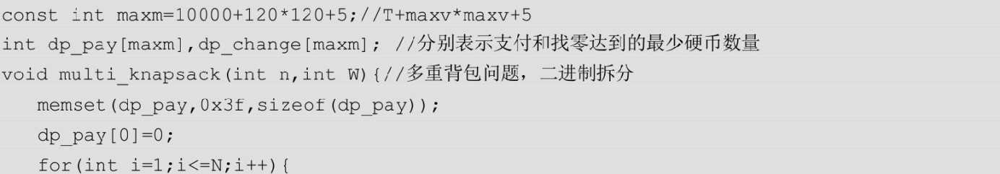 const int maxm=10000+120*120+5;//T+maxv*maxv+5
int dp_pay[maxm],dp_change[maxm]; //分别表示支付和找零达到的最少硬币数量
void multi_knapsack(int n,int W){//多重背包问题，二进制拆分
memset(dp_pay,0x3f,sizeof(dp_pay));
dp_pay[0]=0;
for(int i=1;i<=N;i++){